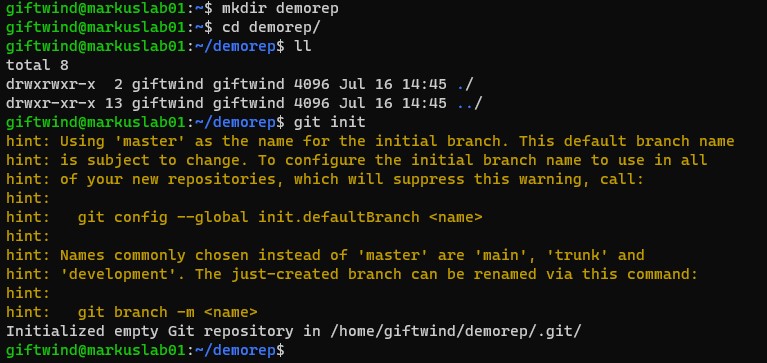 giftwind@markuslab01:~$ mkdir demorep
giftwind@markuslab01:~$ cd demorep/
giftwind@markuslab01:~/demorep$ ll
total 8
drwxrwxr-x  2 giftwind giftwind 4096 Jul 16 14:45 ./
drwxr-xr-x 13 giftwind giftwind 4096 Jul 16 14:45 ../
giftwind@markuslab01:~/demorep$ git init
hint: Using 'master' as the name for the initial branch. This default branch name
hint: is subject to change. To configure the initial branch name to use in all
hint: of your new repositories, which will suppress this warning, call:
hint:
hint:   git config --global init.defaultBranch <name>
hint:
hint: Names commonly chosen instead of 'master' are 'main', 'trunk' and
hint: 'development'. The just-created branch can be renamed via this command:
hint:
hint:   git branch -m <name>
Initialized empty Git repository in /home/giftwind/demorep/.git/
giftwind@markuslab01:~/demorep$